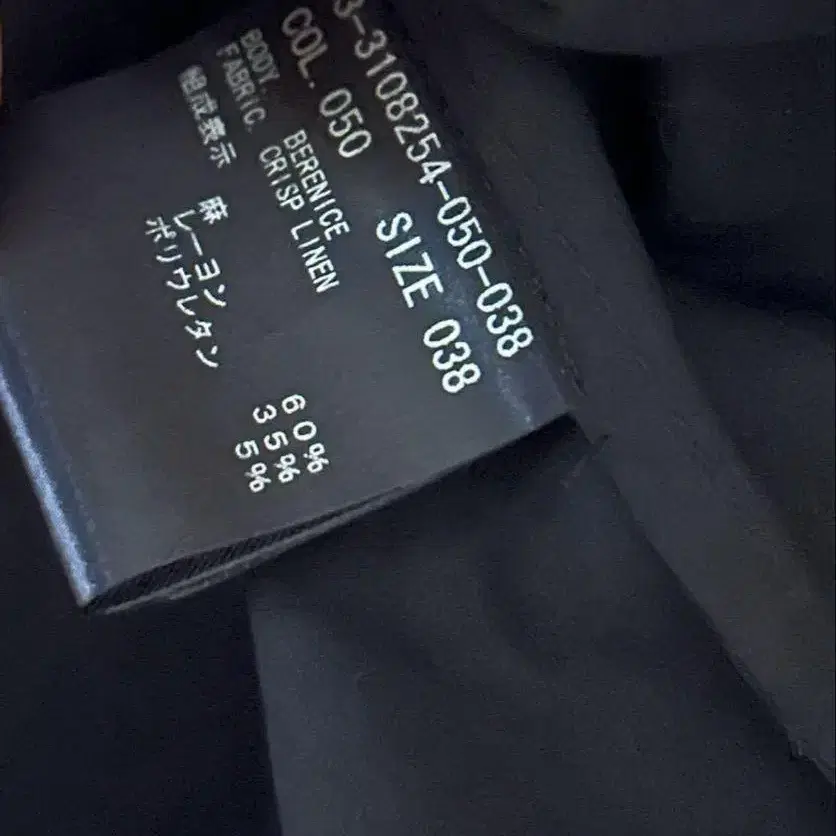 3-3108254-050-038
COL. 050 SIZE 038
BODY. BERENICE
FABRIC. CRISP LINEN
組成表示 麻 60%
レーヨン 35%
ポリウレタン 5%